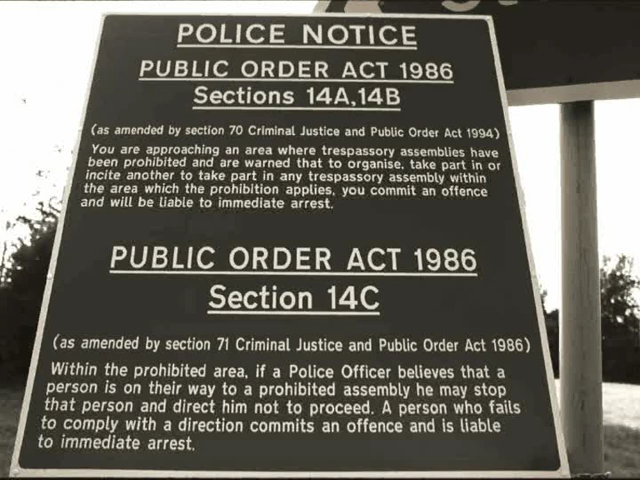 POLICE NOTICE
PUBLIC ORDER ACT 1986
Sections 14A,14B
(as amended by section 70 Criminal Justice and Public Order Act 1994)
You are approaching an area where trespassory assemblies have
been prohibited and are warned that to organise, take part in or
incite another to take part in any trespassory assembly within
the area which the prohibition applies, you commit an offence
and will be liable to immediate arrest.
PUBLIC ORDER ACT 1986
Section 14C
(as amended by section 71 Criminal Justice and Public Order Act 1986)
Within the prohibited area, if a Police Officer believes that a
person is on their way to a prohibited assembly he may stop
that person and direct him not to proceed. A person who fails
to comply with a direction commits an offence and is liable
to immediate arrest.